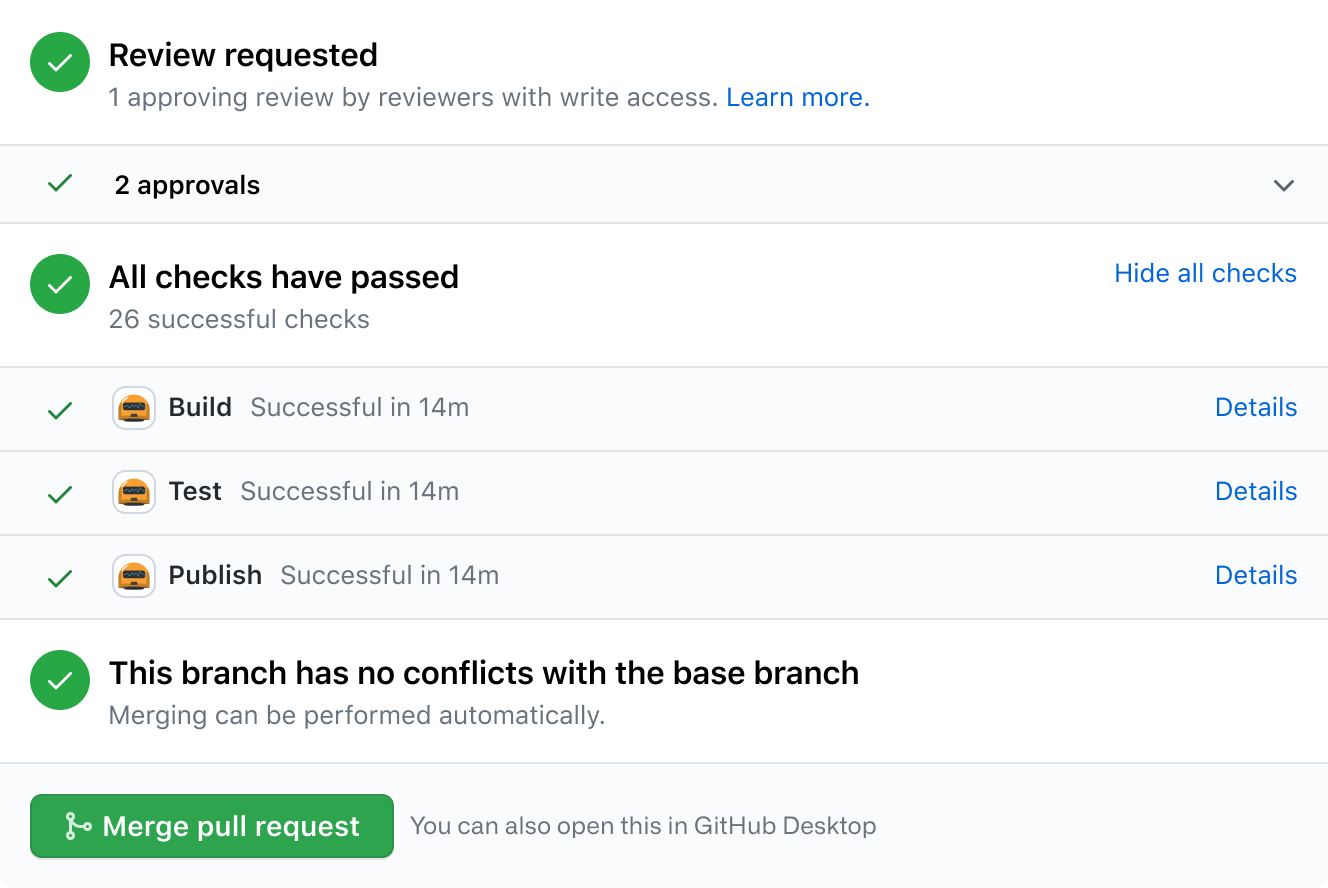 Review requested
1 approving review by reviewers with write access. Learn more.
2 approvals
All checks have passed
Hide all checks
26 successful checks
Build Successful in 14m Details
Test Successful in 14m Details
Publish Successful in 14m Details
This branch has no conflicts with the base branch
Merging can be performed automatically.
Merge pull request You can also open this in GitHub Desktop